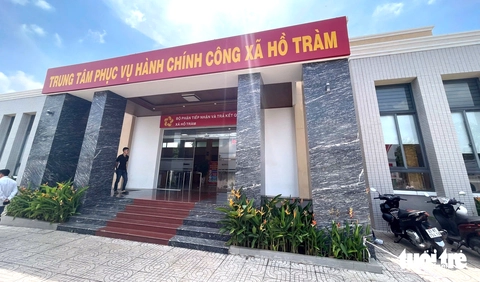 TRUNG TÂM PHỤC VỤ HÀNH CHÍNH CÔNG XÃ HỒ TRÀM
BỘ PHẬN TIẾP NHẬN VÀ TRẢ KẾT
XÃ HỒ TRÀM
tuổi trẻ